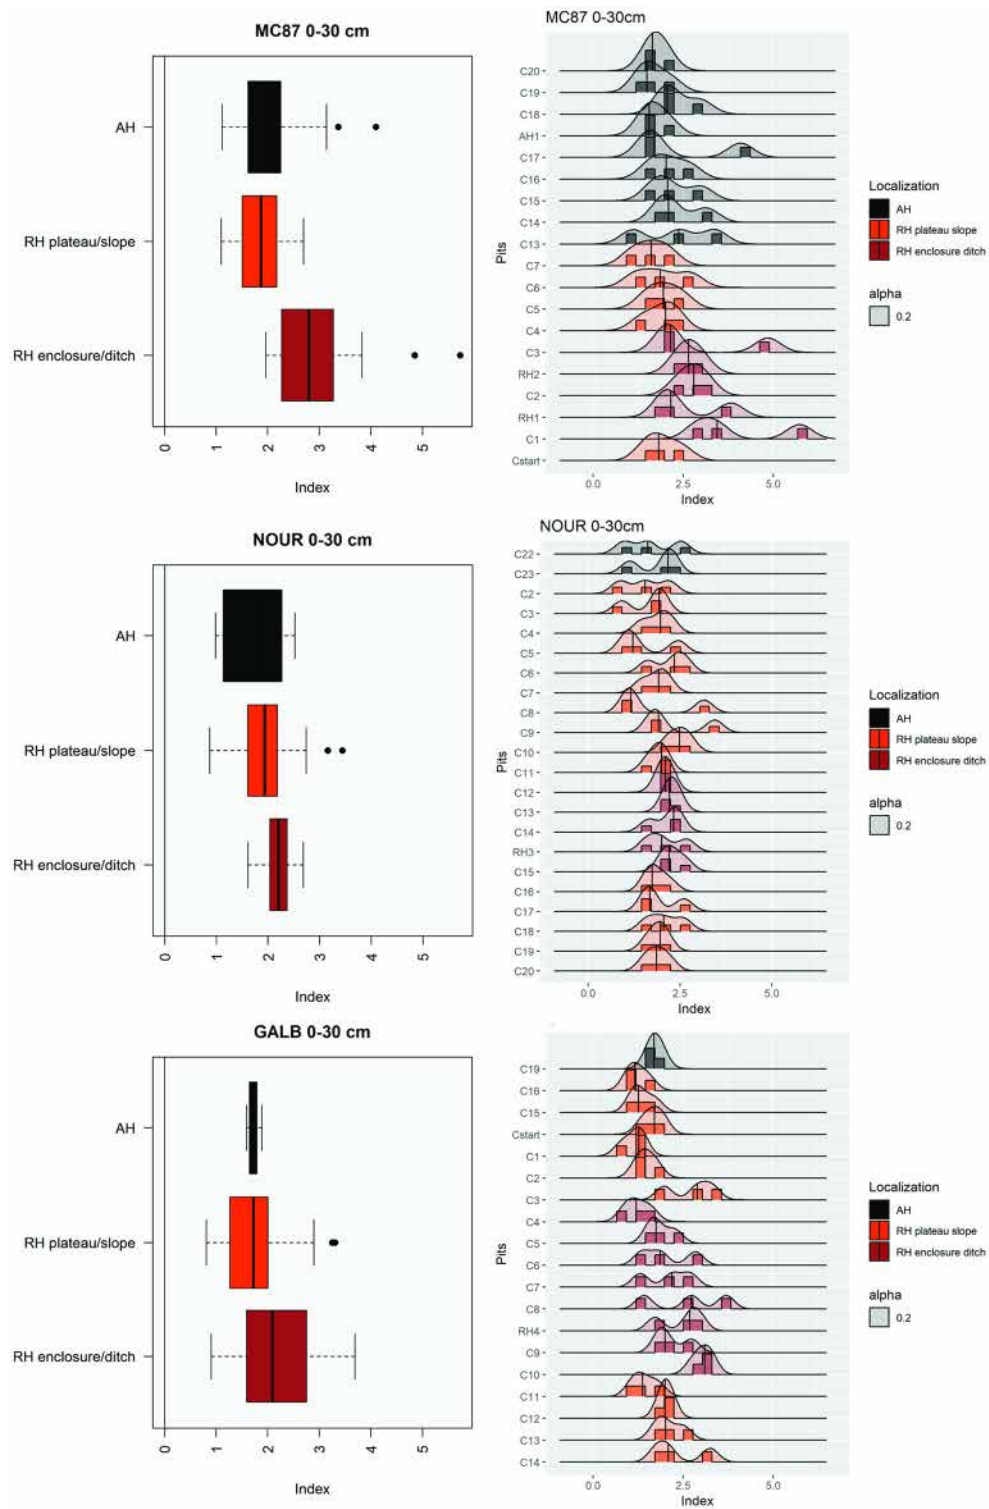 MC87 0-30 cm
AH
RH plateau/slope
RH enclosure/ditch
0 1 2 3 4 5
Index
MC87 0-30cm
Pits
C20
C19
C18
AH1
C17
C16
C15
C14
C13
C7
C6
C5
C4
C3
RH2
C2
RH1
C1
Cstart
0.0 2.5 5.0
Index
Localization
AH
RH plateau slope
RH enclosure ditch
alpha
0.2
NOUR 0-30 cm
AH
RH plateau/slope
RH enclosure/ditch
0 1 2 3 4 5
Index
NOUR 0-30cm
Pits
C22
C23
C2
C3
C4
C5
C6
C7
C8
C9
C10
C11
C12
C13
C14
RH3
C15
C16
C17
C18
C19
C20
0.0 2.5 5.0
Index
Localization
AH
RH plateau slope
RH enclosure ditch
alpha
0.2
GALB 0-30 cm
AH
RH plateau/slope
RH enclosure/ditch
0 1 2 3 4 5
Index
Pits
C19
C16
C15
Cstart
C1
C2
C3
C4
C5
C6
C7
C8
RH4
C9
C10
C11
C12
C13
C14
0.0 2.5 5.0
Index
Localization
AH
RH plateau slope
RH enclosure ditch
alpha
0.2